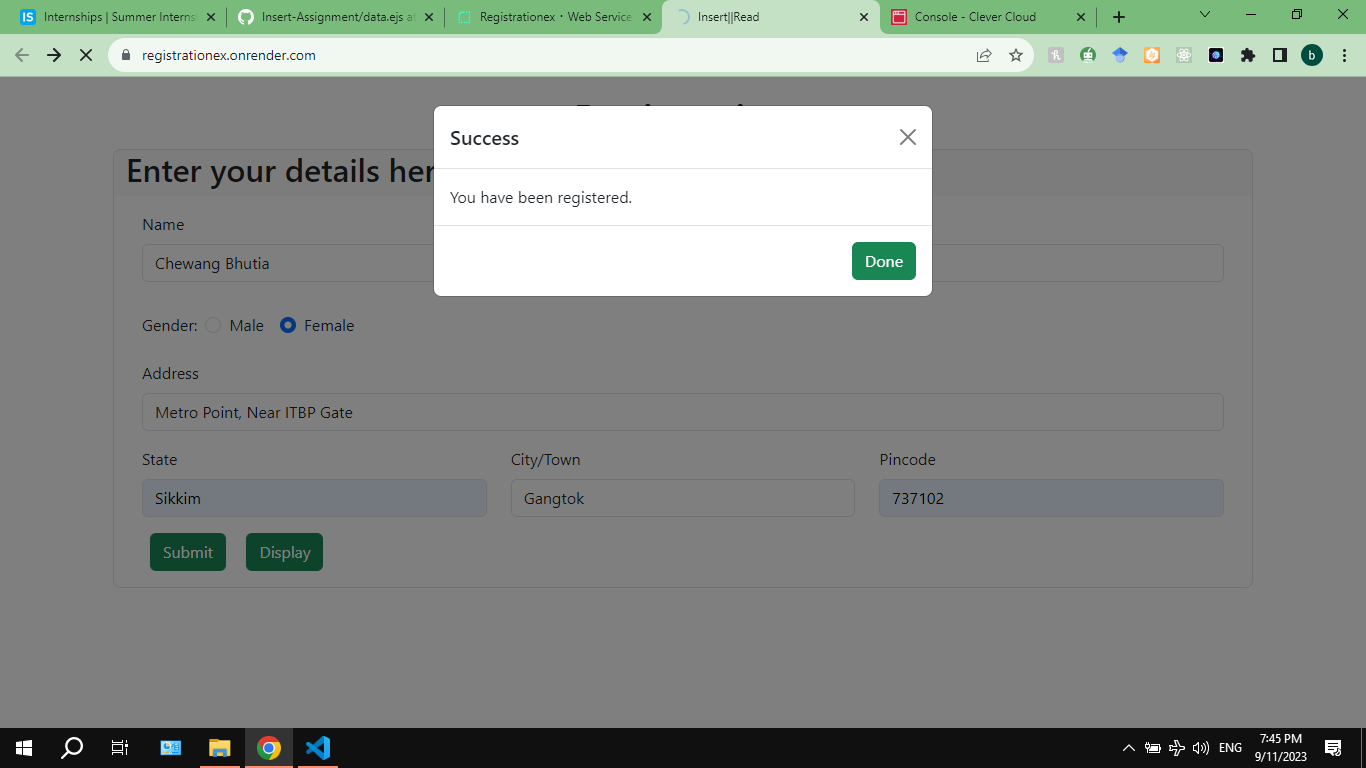 Internships | Summer Interns
Insert-Assignment/data.ejs at
Registrationex · Web Service
Insert||Read
Console - Clever Cloud
registrationex.onrender.com
b
Success
Enter your details her
You have been registered.
Done
Name
Chewang Bhutia
Gender: Male Female
Address
Metro Point, Near ITBP Gate
State City/Town Pincode
Sikkim Gangtok 737102
Submit Display
ENG
7:45 PM
9/11/2023